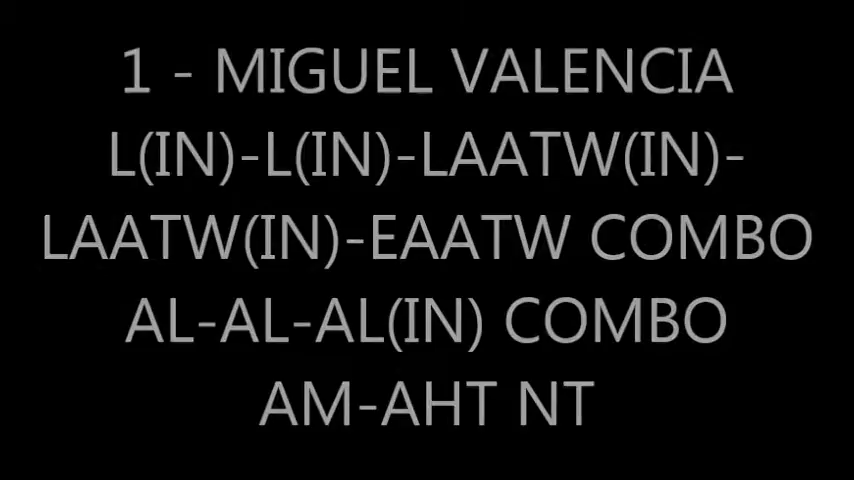 1 - MIGUEL VALENCIA
L(IN)-L(IN)-LAATW(IN)-
LAATW(IN)-EAATW COMBO
AL-AL-AL(IN) COMBO
AM-AHT NT